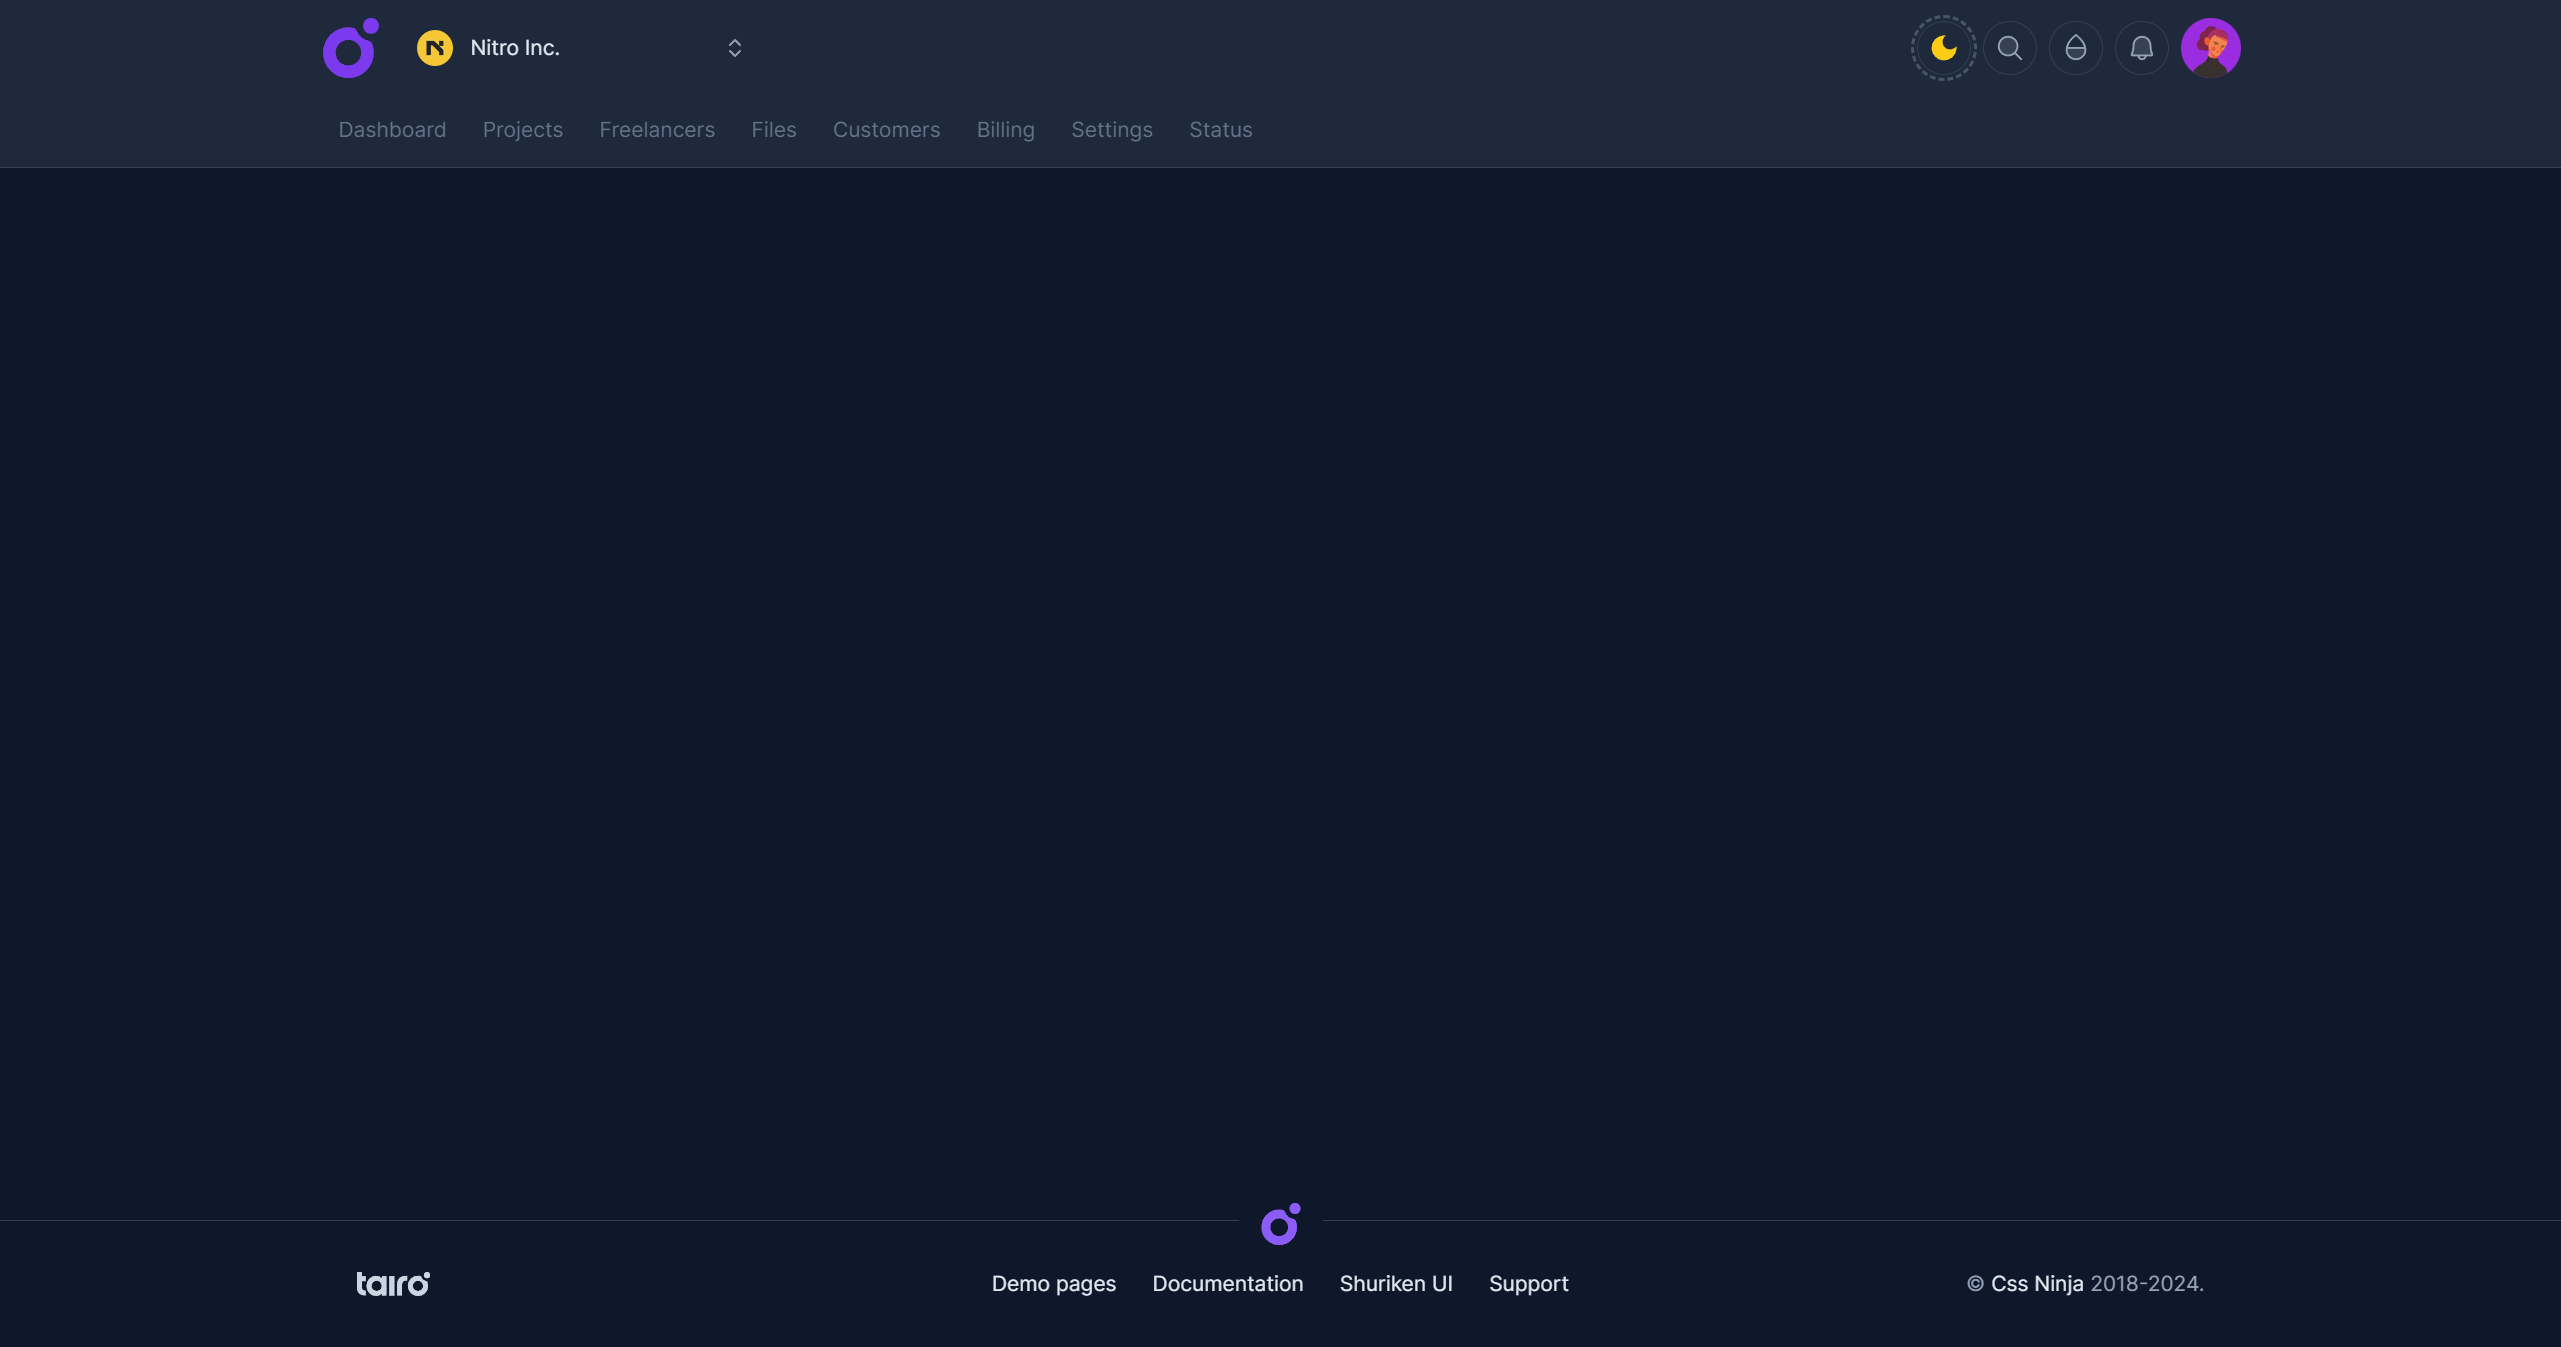 Nitro Inc.
Dashboard Projects Freelancers Files Customers Billing Settings Status
tairo
Demo pages Documentation Shuriken UI Support
© Css Ninja 2018-2024.